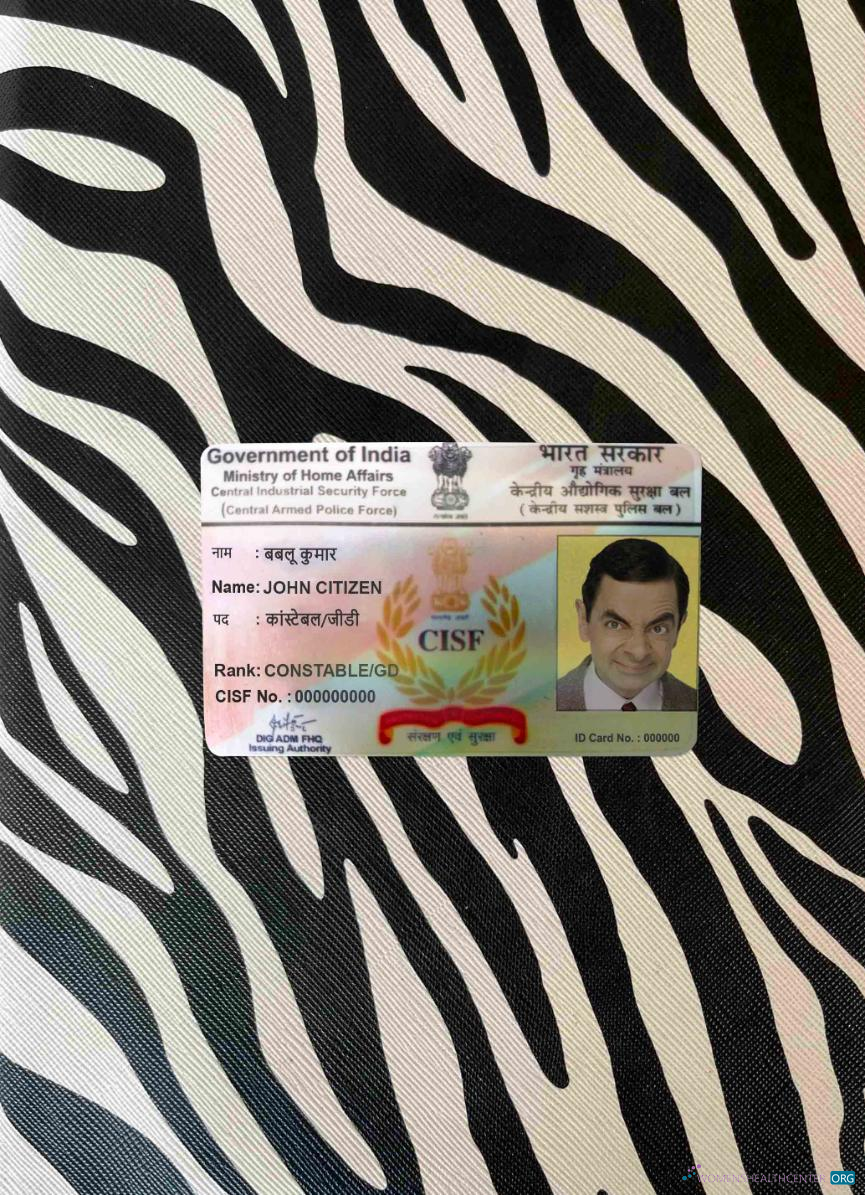 Government of India
Ministry of Home Affairs
Central Industrial Security Force
(Central Armed Police Force)
भारत सरकार
गृह मंत्रालय
केन्द्रीय औद्योगिक सुरक्षा बल
( केन्द्रीय सशस्त्र पुलिस बल )
नाम : बबलू कुमार
Name: JOHN CITIZEN
पद : कांस्टेबल/जीडी
Rank: CONSTABLE/GD
CISF No. : 000000000
CISF
DIG ADM FHQ
Issuing Authority
संरक्षण एवं सुरक्षा
ID Card No. : 000000
ORG